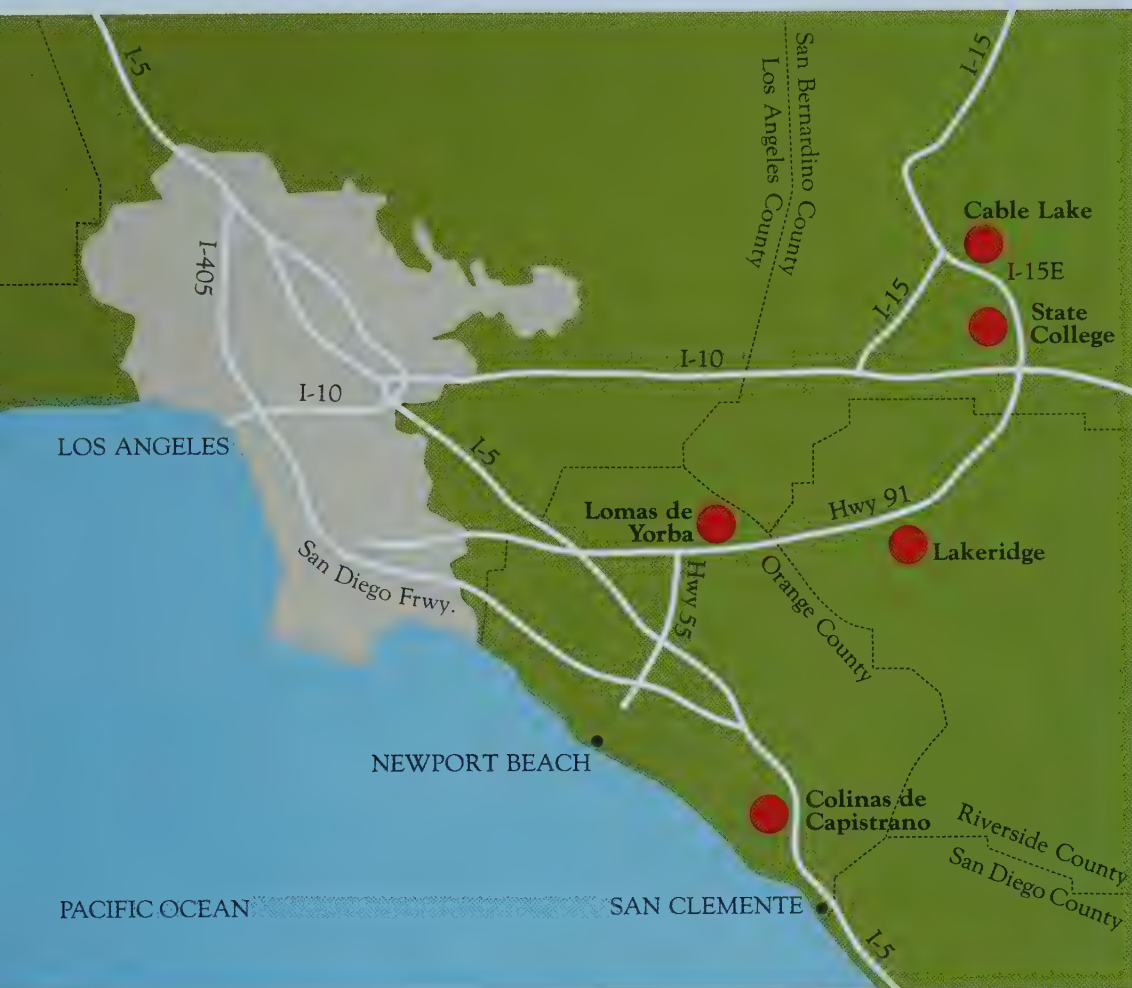 I-5
San Bernardino County
Los Angeles County
I-15
Cable Lake
I-405
I-15E
I-15
State
College
I-10
I-10
LOS ANGELES
I-5
Hwy 91
Lomas de
Yorba
Lakeridge
San Diego Frwy.
Hwy 55
Orange County
NEWPORT BEACH
Colinas de
Capistrano
Riverside County
San Diego County
PACIFIC OCEAN
SAN CLEMENTE
I-5